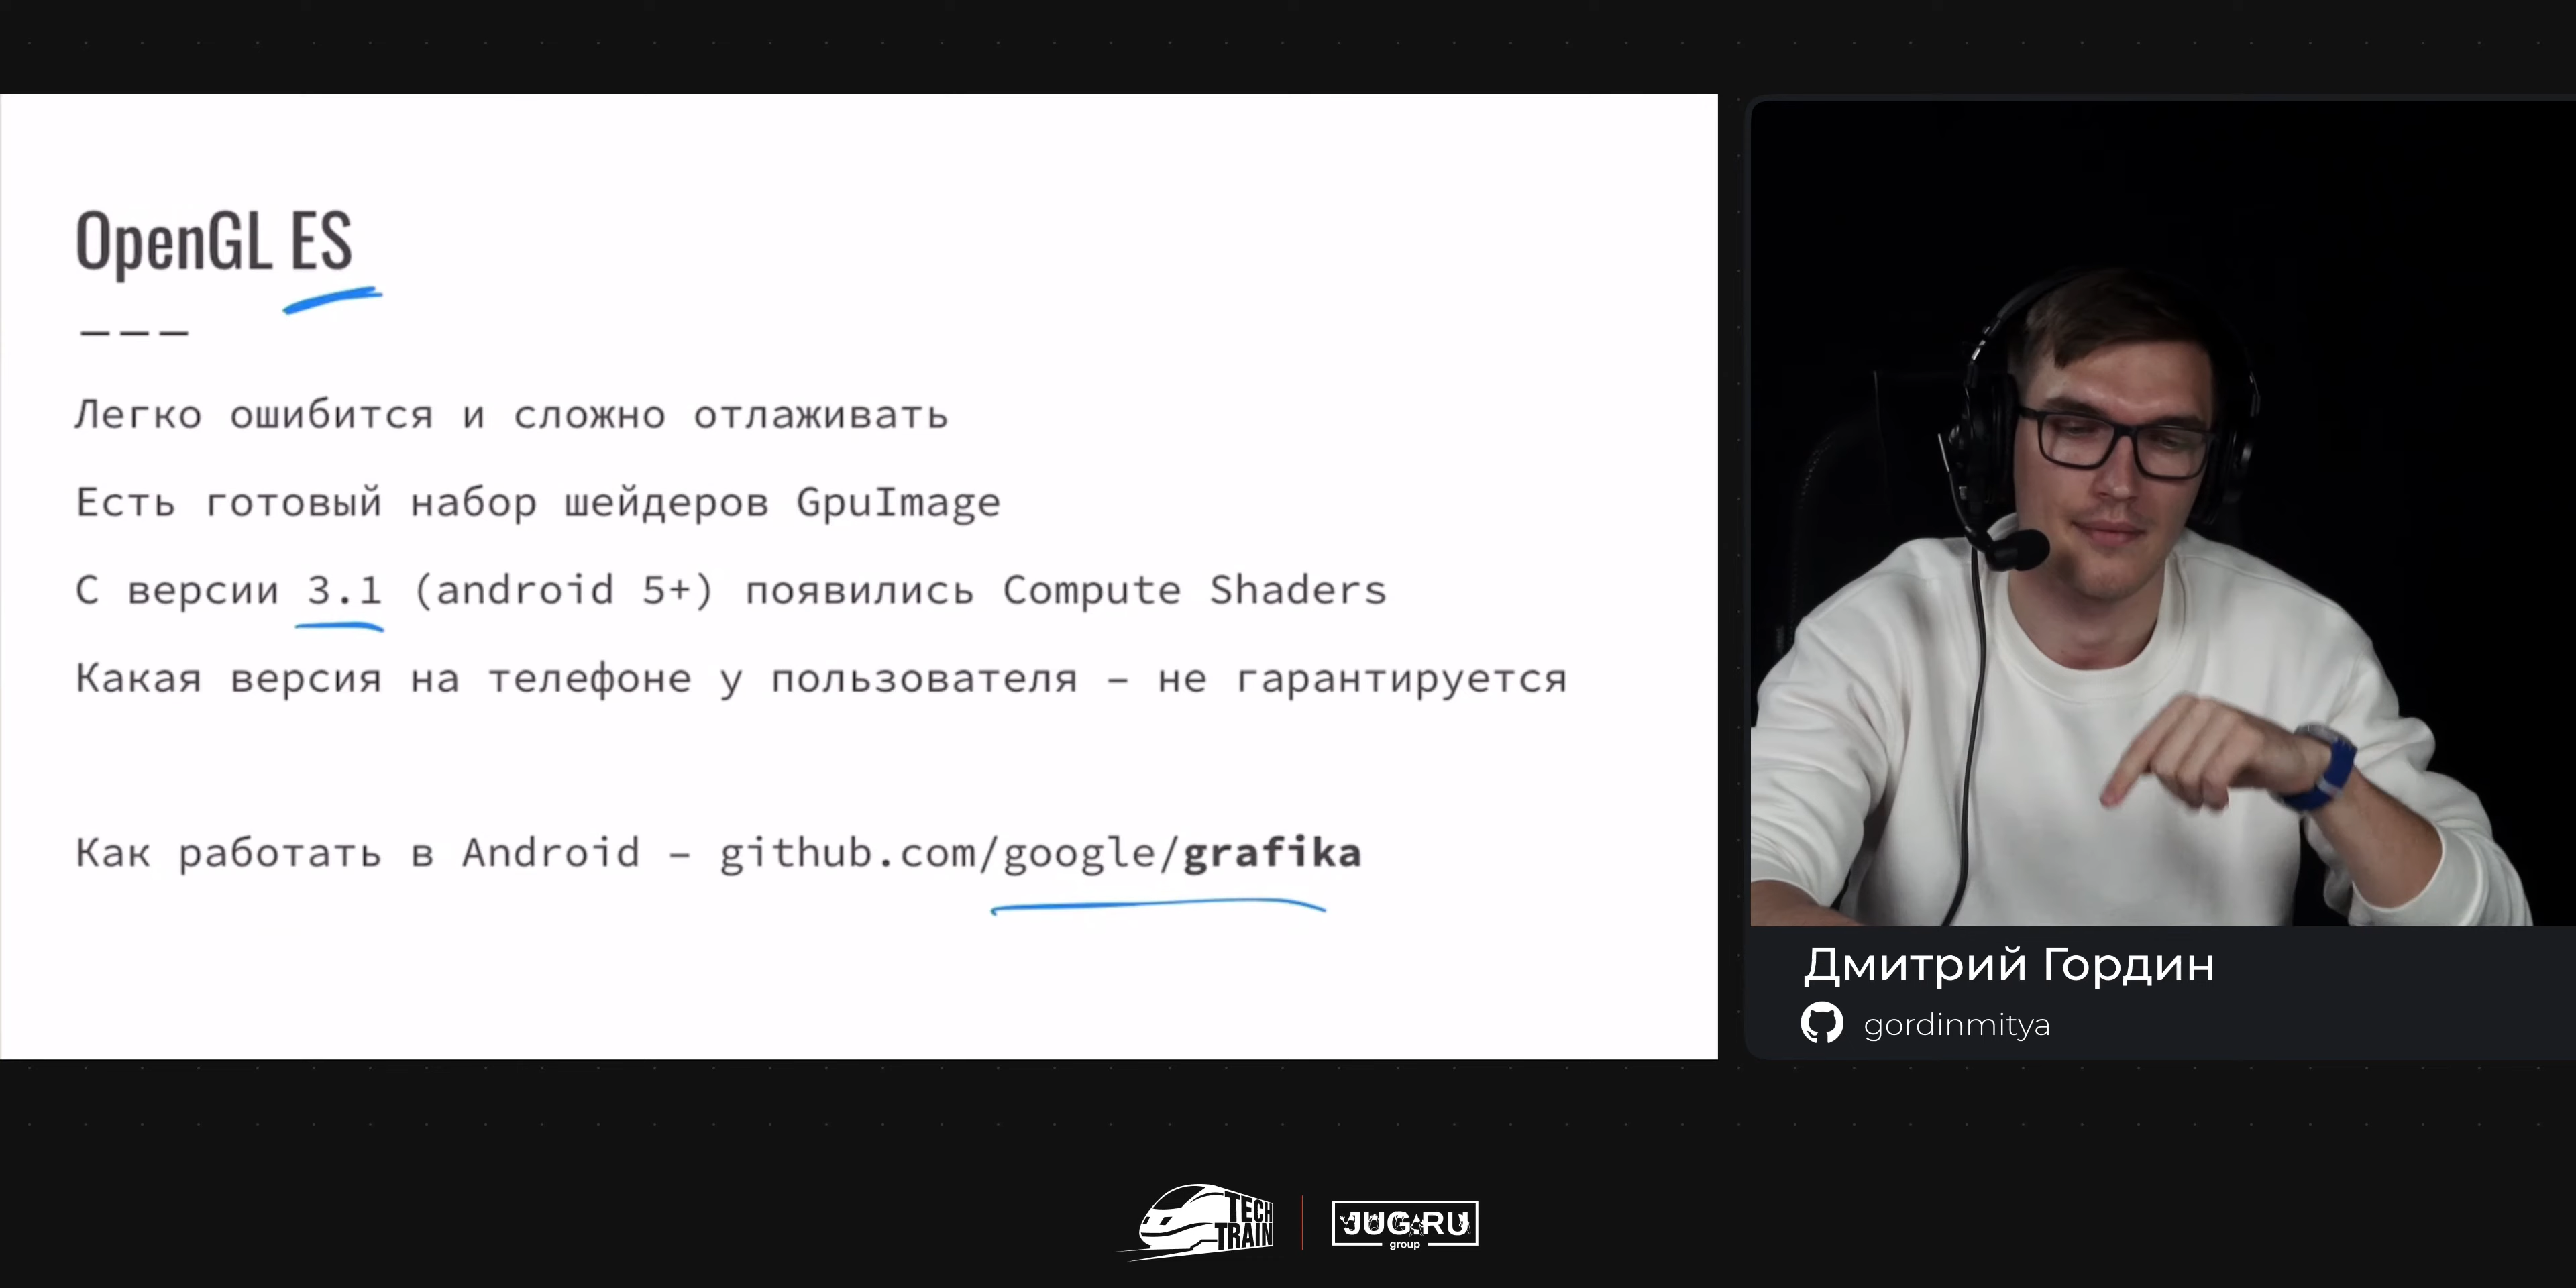 OpenGL ES
---
Легко ошибится и сложно отлаживать
Есть готовый набор шейдеров GpuImage
С версии 3.1 (android 5+) появились Compute Shaders
Какая версия на телефоне у пользователя – не гарантируется
Как работать в Android – github.com/google/grafika
Дмитрий Гордин
gordinmitya
TECH
TRAIN
JUG.RU
group